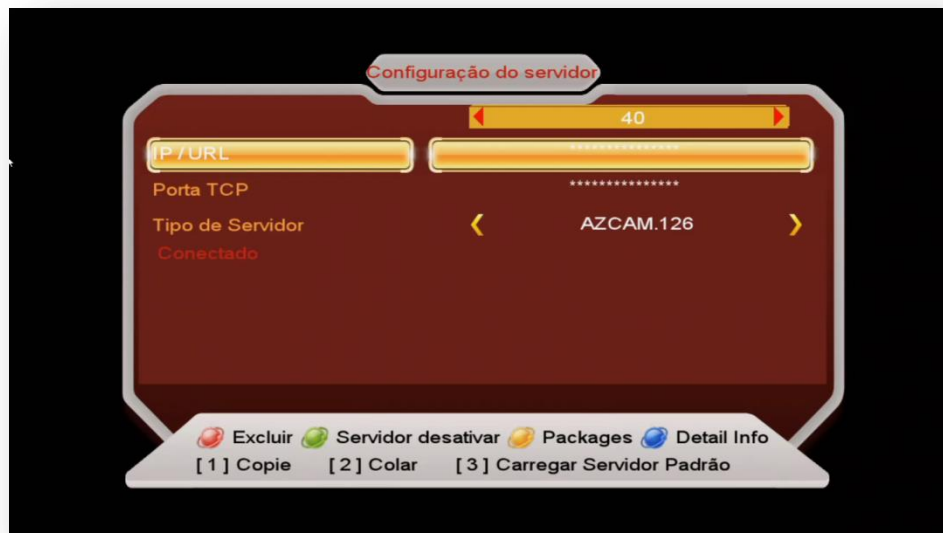 Configuração do servidor
40
IP / URL ***************
Porta TCP ***************
Tipo de Servidor AZCAM.126
Conectado
Excluir Servidor desativar Packages Detail Info
[ 1 ] Copie [ 2 ] Colar [ 3 ] Carregar Servidor Padrão